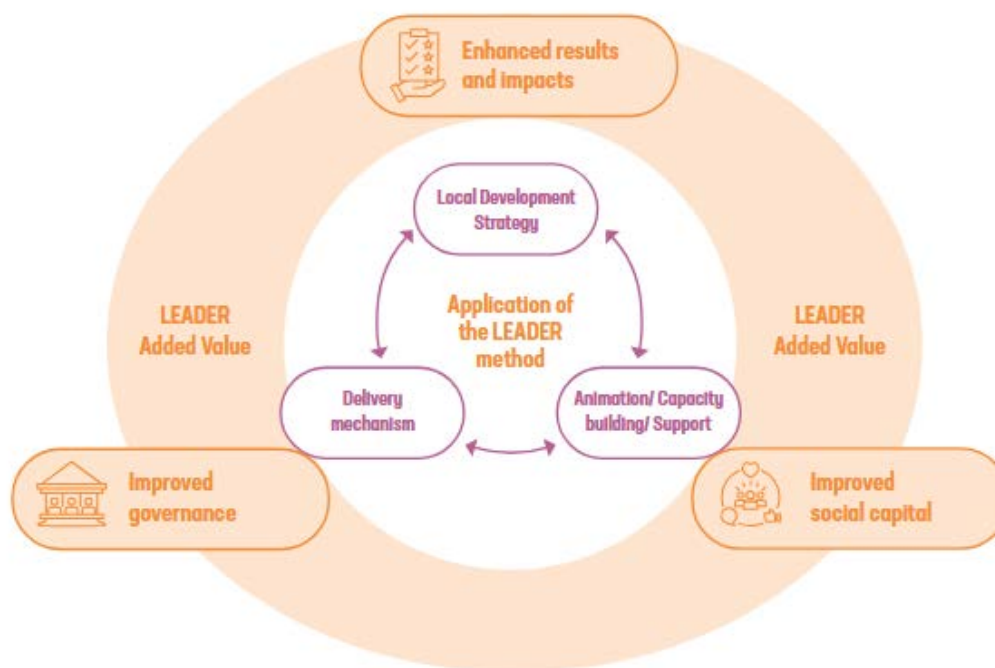 Enhanced results
and impacts
Local Development
Strategy
Application of
the LEADER
method
LEADER
Added Value
LEADER
Added Value
Delivery
mechanism
Animation/ Capacity
building/ Support
Improved
governance
Improved
social capital